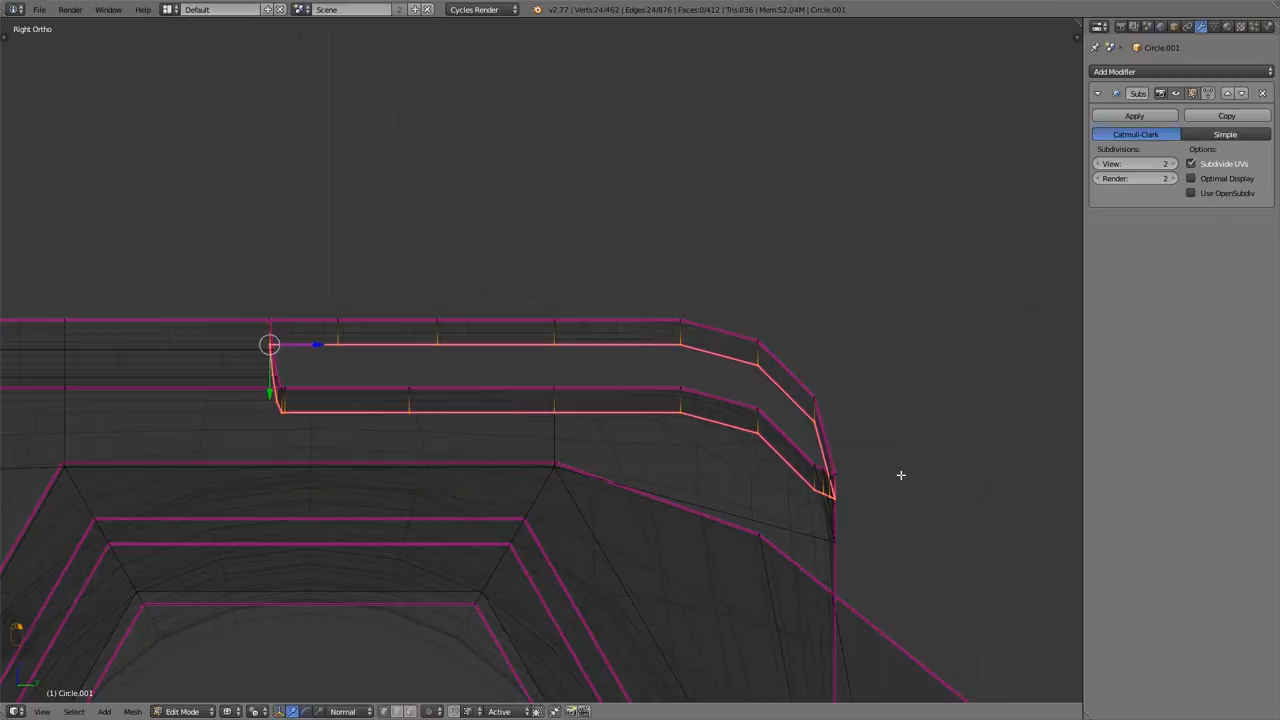 File Render Window Help Default Scene 2 Cycles Render v2.77 | Verts:24/462 | Edges:24/876 | Faces:0/412 | Tris:836 | Mem:52.04M | Circle.001
Right Ortho
Circle.001
Add Modifier
Subs
Apply Copy
Catmull-Clark Simple
Subdivisions: Options:
View: 2 Subdivide UVs
Render: 2 Optimal Display
Use OpenSubdiv
(1) Circle.001
View Select Add Mesh Edit Mode Normal Active